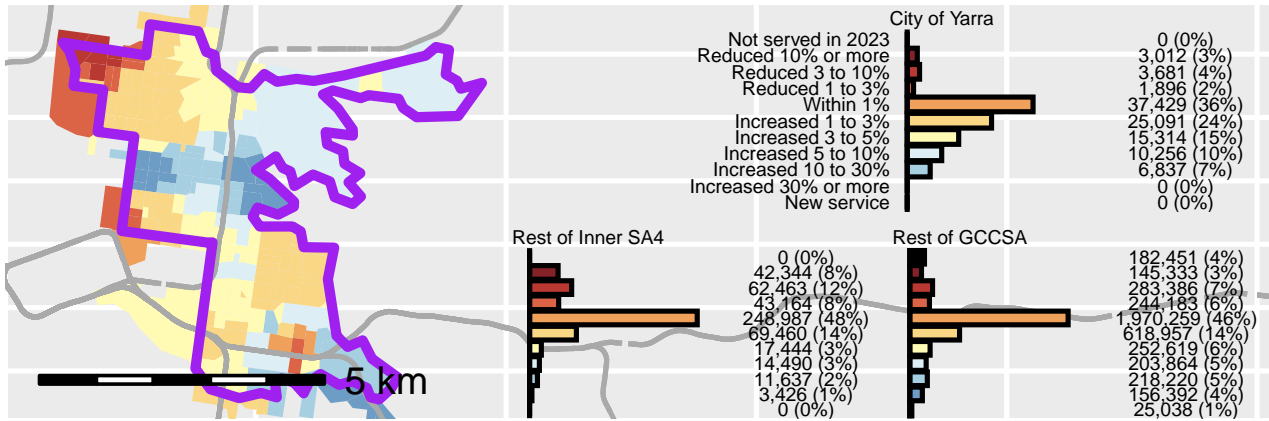 City of Yarra
Not served in 2023 0 (0%)
Reduced 10% or more 3,012 (3%)
Reduced 3 to 10% 3,681 (4%)
Reduced 1 to 3% 1,896 (2%)
Within 1% 37,429 (36%)
Increased 1 to 3% 25,091 (24%)
Increased 3 to 5% 15,314 (15%)
Increased 5 to 10% 10,256 (10%)
Increased 10 to 30% 6,837 (7%)
Increased 30% or more 0 (0%)
New service 0 (0%)
Rest of Inner SA4
0 (0%)
42,344 (8%)
62,463 (12%)
43,164 (8%)
248,987 (48%)
69,460 (14%)
17,444 (3%)
14,490 (3%)
11,637 (2%)
3,426 (1%)
0 (0%)
Rest of GCCSA
182,451 (4%)
145,333 (3%)
283,386 (7%)
244,183 (6%)
1,970,259 (46%)
618,957 (14%)
252,619 (6%)
203,864 (5%)
218,220 (5%)
156,392 (4%)
25,038 (1%)
5 km